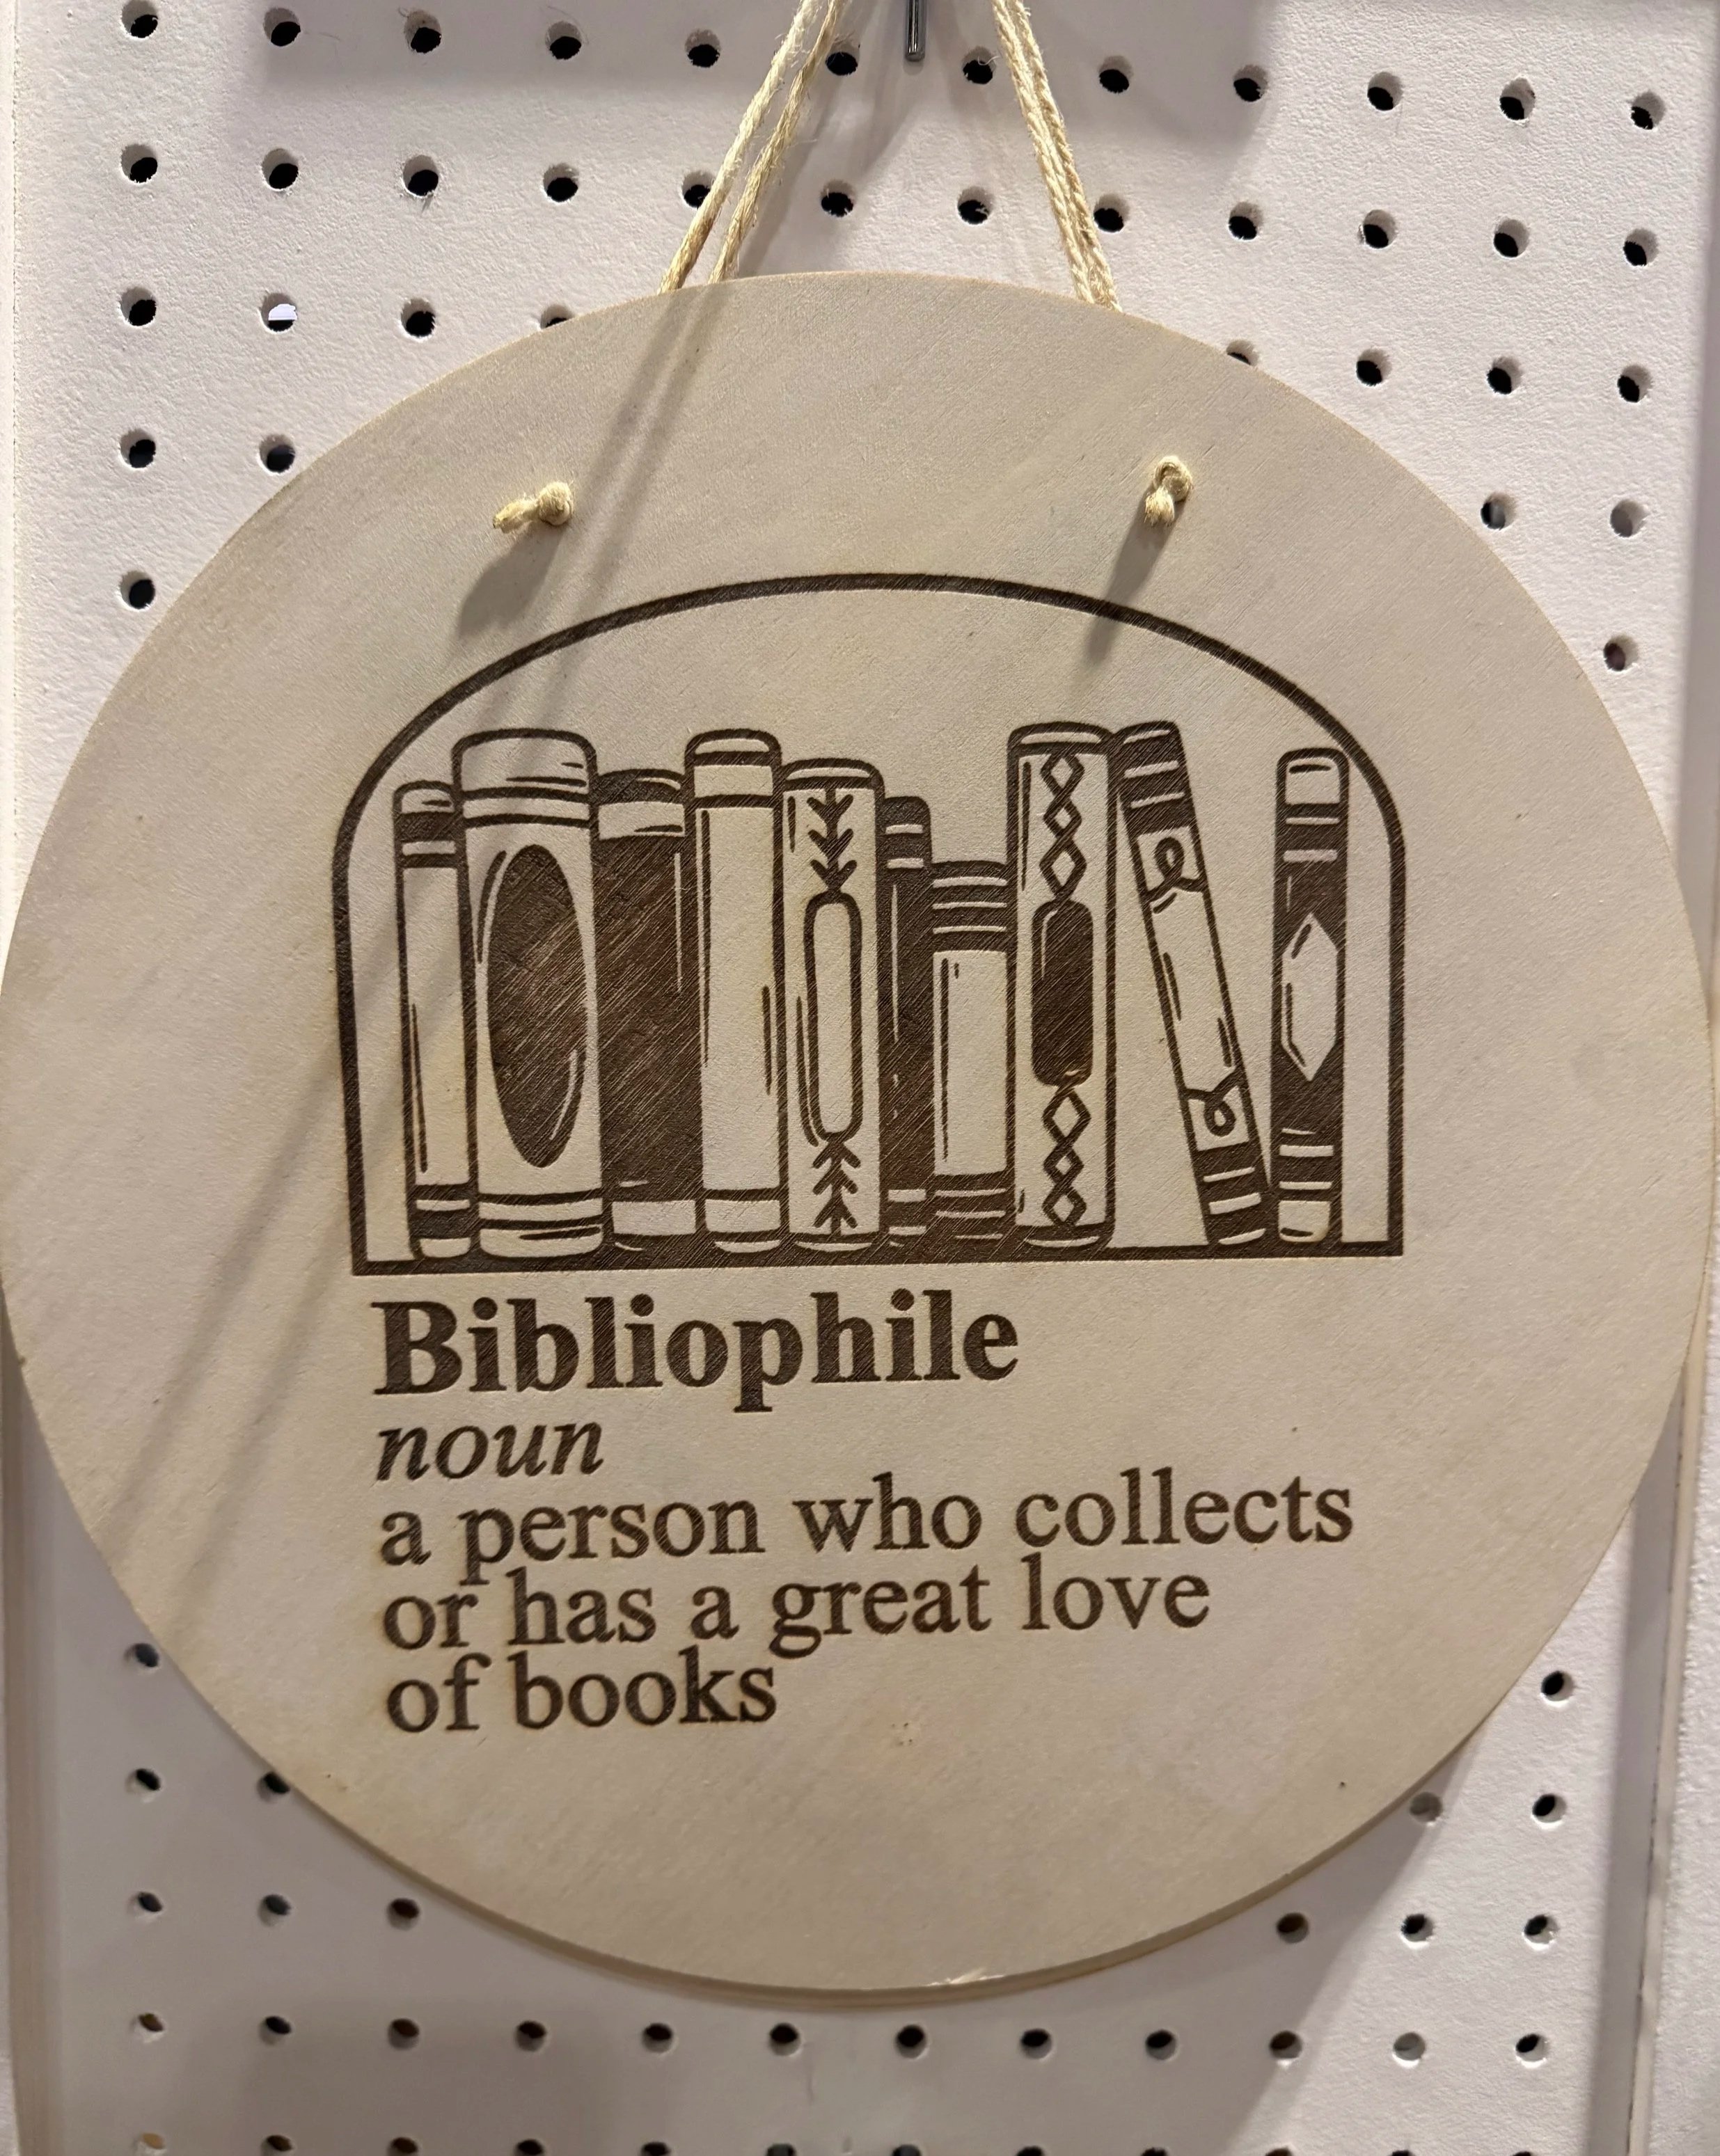 Bibliophile
noun
a person who collects
or has a great love
of books